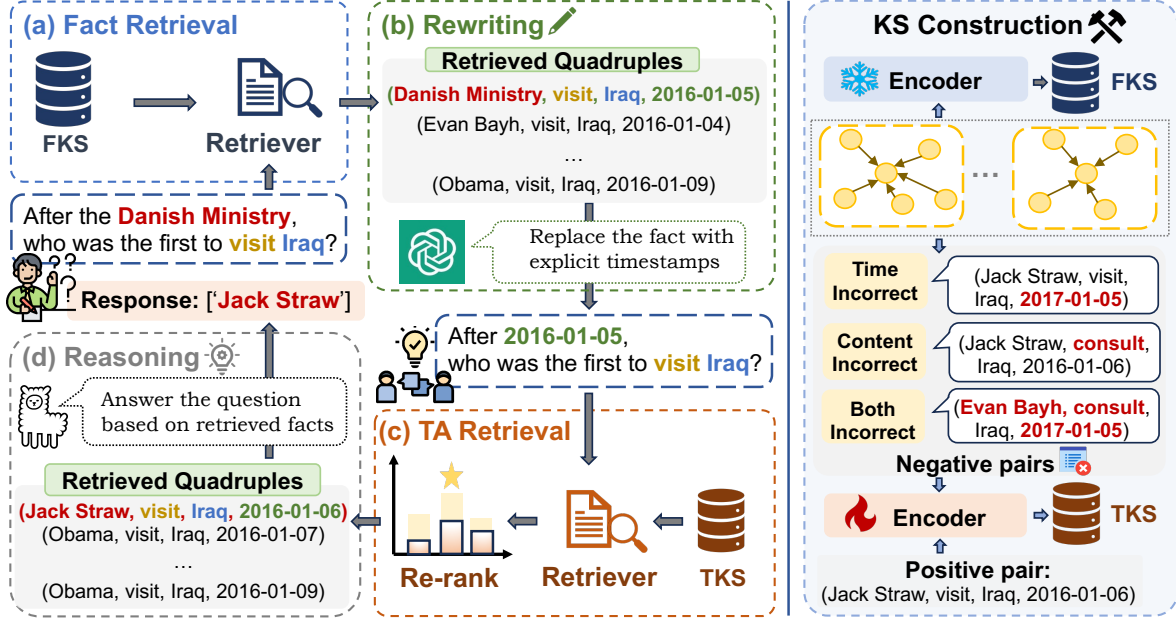 (a) Fact Retrieval
FKS
Retriever
After the Danish Ministry,
who was the first to visit Iraq?
Response: ['Jack Straw']
(b) Rewriting
Retrieved Quadruples
(Danish Ministry, visit, Iraq, 2016-01-05)
(Evan Bayh, visit, Iraq, 2016-01-04)
...
(Obama, visit, Iraq, 2016-01-09)
Replace the fact with
explicit timestamps
After 2016-01-05,
who was the first to visit Iraq?
(c) TA Retrieval
Re-rank
Retriever
TKS
(d) Reasoning
Answer the question
based on retrieved facts
Retrieved Quadruples
(Jack Straw, visit, Iraq, 2016-01-06)
(Obama, visit, Iraq, 2016-01-07)
...
(Obama, visit, Iraq, 2016-01-09)
KS Construction
Encoder
FKS
...
Time
Incorrect
(Jack Straw, visit,
Iraq, 2017-01-05)
Content
Incorrect
(Jack Straw, consult,
Iraq, 2016-01-06)
Both
Incorrect
(Evan Bayh, consult,
Iraq, 2017-01-05)
Negative pairs
Encoder
TKS
Positive pair:
(Jack Straw, visit, Iraq, 2016-01-06)